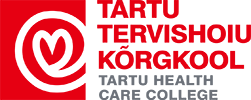 TARTU
TERVISHOIU
KÕRGKOOL
TARTU HEALTH
CARE COLLEGE